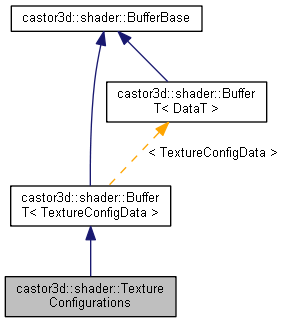 castor3d::shader::BufferBase
castor3d::shader::Buffer
T< DataT >
< TextureConfigData >
castor3d::shader::Buffer
T< TextureConfigData >
castor3d::shader::Texture
Configurations